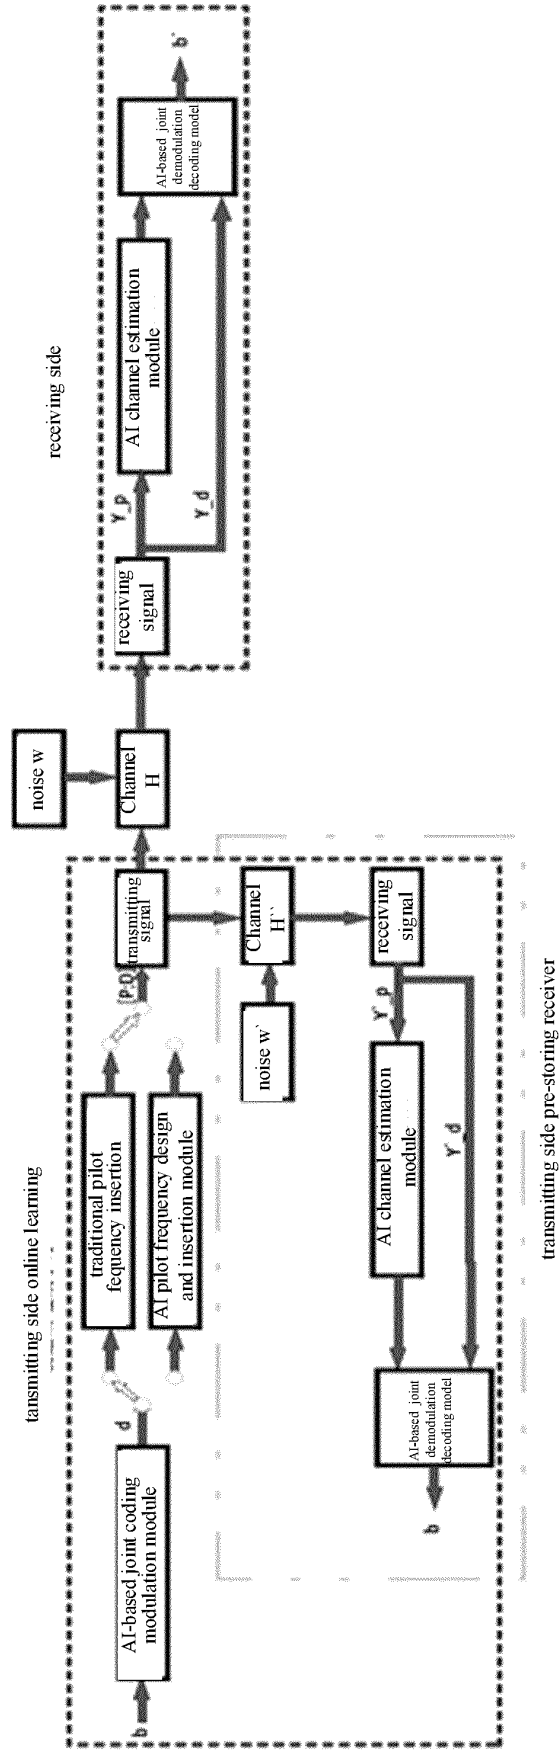 tansmitting side online learning
b
AI-based joint coding
modulation module
d
traditional pilot
fequency insertion
AI pilot frequency design
and insertion module
transmitting
signal
noise w
Channel
H
receiving side
receiving
signal
Y_p
Y_d
AI channel estimation
module
AI-based joint
demodulation
decoding model
b`
noise w`
Channel
H``
receiving
signal
Y`_p
Y`_d
AI channel estimation
module
AI-based joint
demodulation
decoding model
b
transmitting side pre-storing receiver